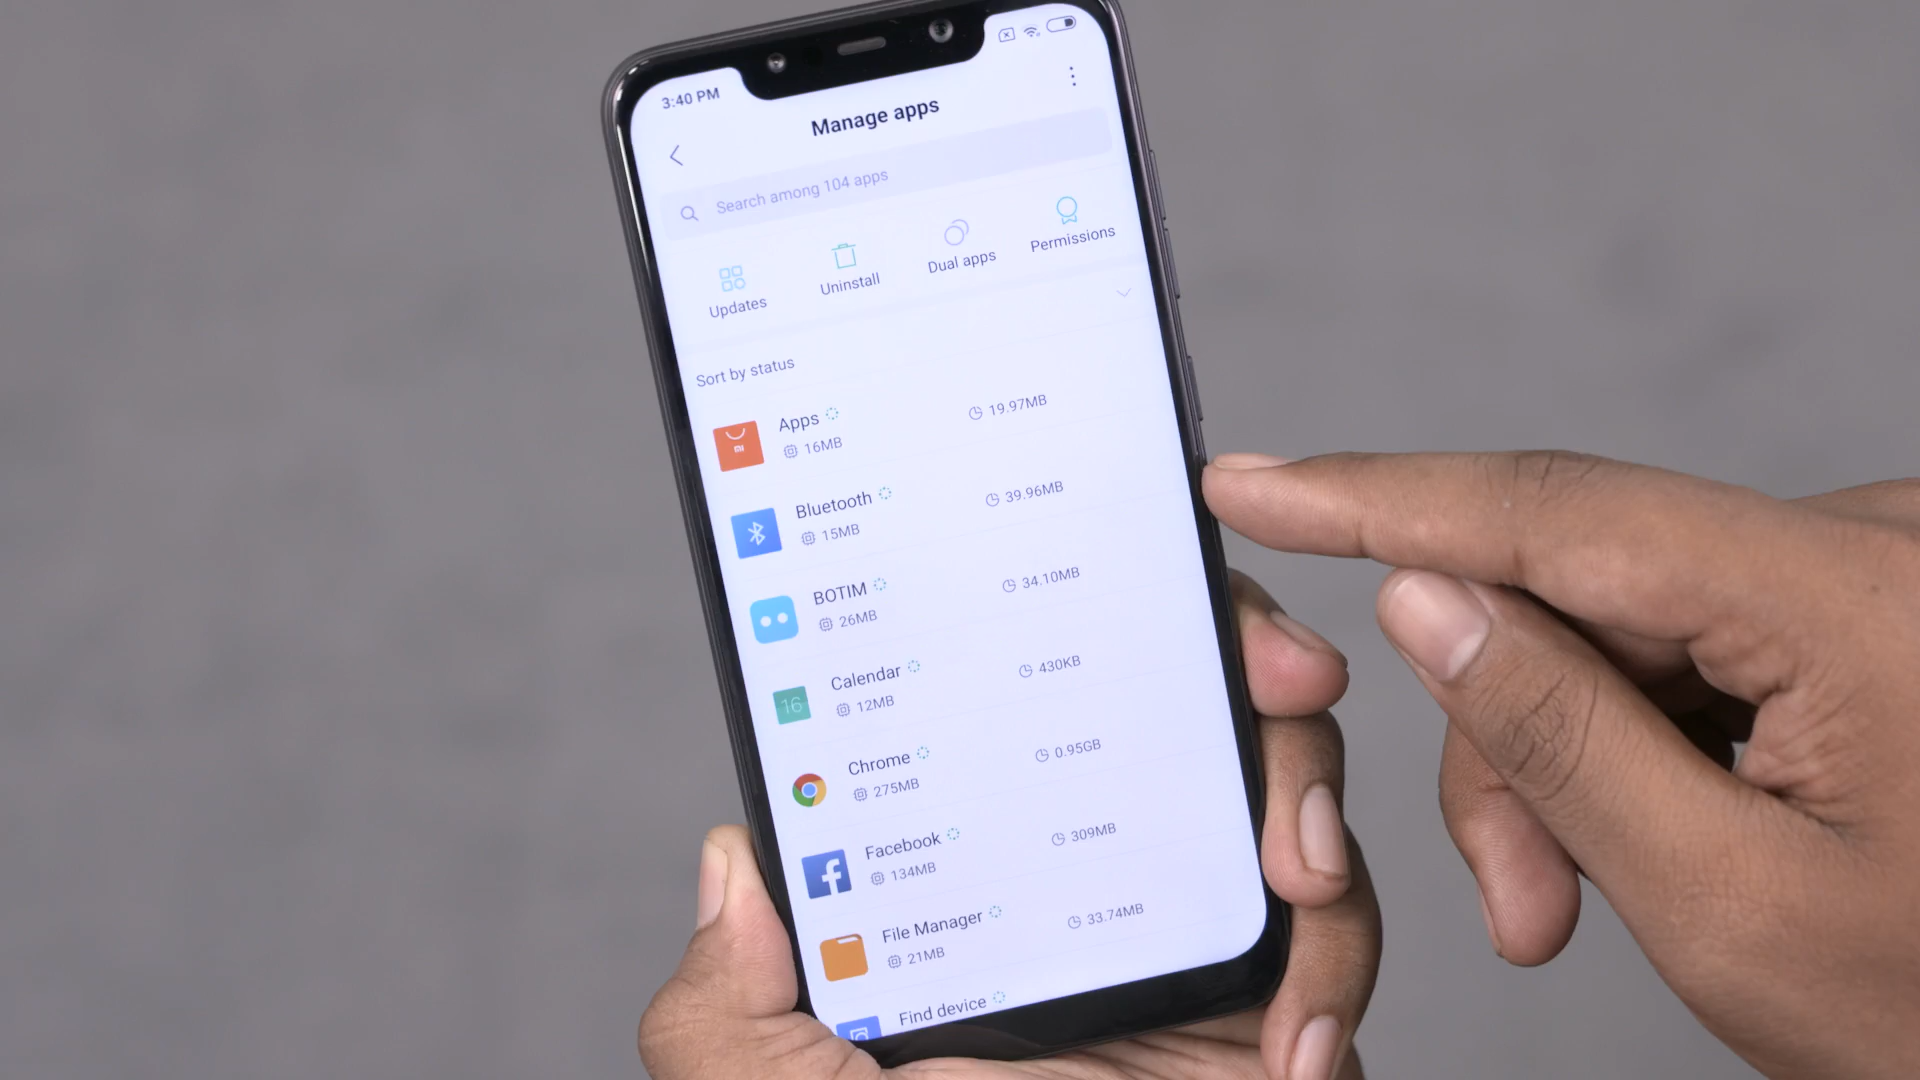 3:40 PM
Manage apps
Search among 104 apps
Updates
Uninstall
Dual apps
Permissions
Sort by status
Apps
19.97MB
16MB
mi
Bluetooth
39.96MB
15MB
BOTIM
34.10MB
26MB
Calendar
430KB
16
12MB
Chrome
0.95GB
275MB
Facebook
309MB
f
134MB
File Manager
33.74MB
21MB
Find device